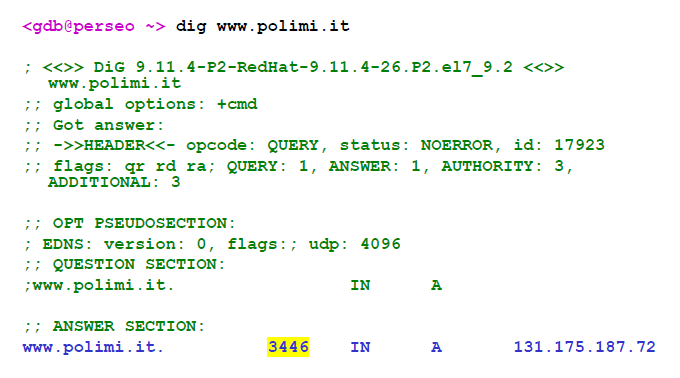 <gdb@perseo ~> dig www.polimi.it
; <<>> DiG 9.11.4-P2-RedHat-9.11.4-26.P2.el7_9.2 <<>>
www.polimi.it
;; global options: +cmd
;; Got answer:
;; ->>HEADER<<- opcode: QUERY, status: NOERROR, id: 17923
;; flags: qr rd ra; QUERY: 1, ANSWER: 1, AUTHORITY: 3,
ADDITIONAL: 3
;; OPT PSEUDOSECTION:
; EDNS: version: 0, flags:; udp: 4096
;; QUESTION SECTION:
;www.polimi.it. IN A
;; ANSWER SECTION:
www.polimi.it. 3446 IN A 131.175.187.72